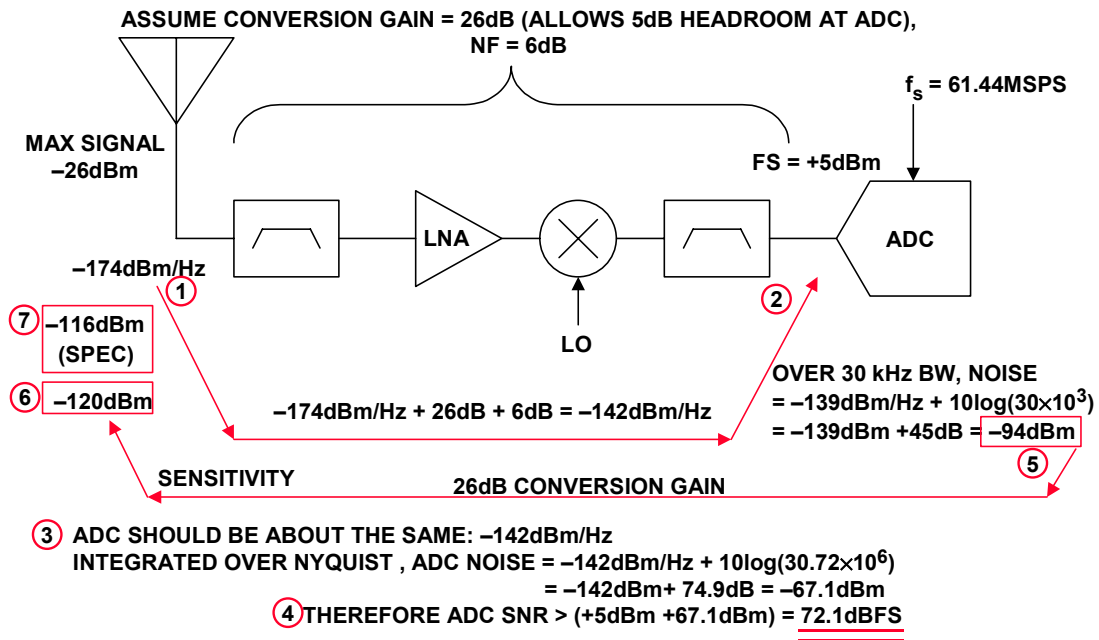 ASSUME CONVERSION GAIN = 26dB (ALLOWS 5dB HEADROOM AT ADC),
NF = 6dB
f_s = 61.44MSPS
MAX SIGNAL
–26dBm
FS = +5dBm
LNA
ADC
–174dBm/Hz
1
2
LO
7 –116dBm
(SPEC)
6 –120dBm
OVER 30 kHz BW, NOISE
= –139dBm/Hz + 10log(30×10³)
= –139dBm +45dB = –94dBm
5
–174dBm/Hz + 26dB + 6dB = –142dBm/Hz
SENSITIVITY
26dB CONVERSION GAIN
3 ADC SHOULD BE ABOUT THE SAME: –142dBm/Hz
INTEGRATED OVER NYQUIST , ADC NOISE = –142dBm/Hz + 10log(30.72×10⁶)
= –142dBm+ 74.9dB = –67.1dBm
4 THEREFORE ADC SNR > (+5dBm +67.1dBm) = 72.1dBFS